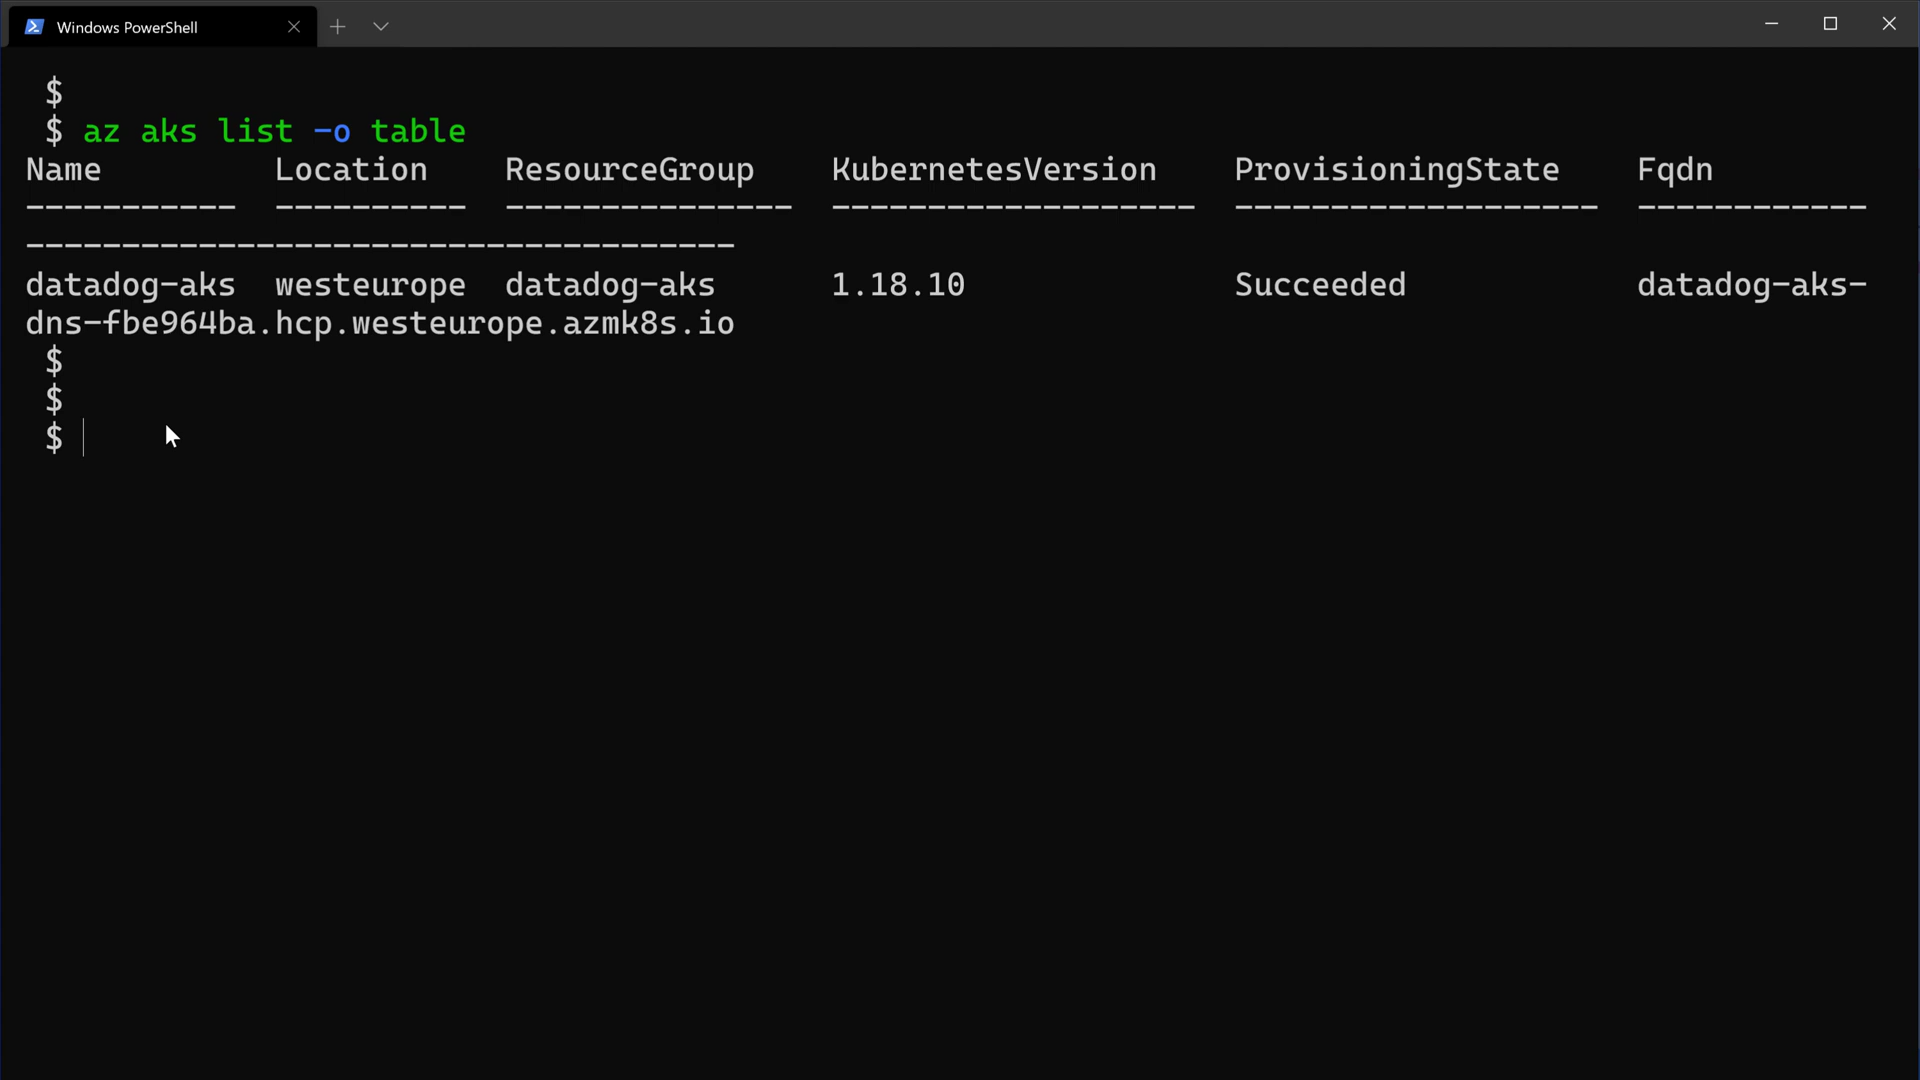 Windows PowerShell
$
$ az aks list -o table
Name Location ResourceGroup KubernetesVersion ProvisioningState Fqdn
----------- ---------- --------------- ------------------- ------------------- ------------
-------------------------------------
datadog-aks westeurope datadog-aks 1.18.10 Succeeded datadog-aks-
dns-fbe964ba.hcp.westeurope.azmk8s.io
$
$
$